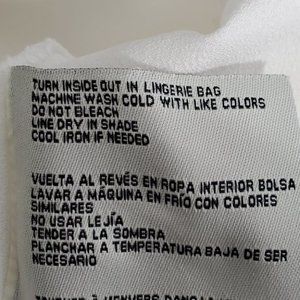 TURN INSIDE OUT IN LINGERIE BAG
MACHINE WASH COLD WITH LIKE COLORS
DO NOT BLEACH
LINE DRY IN SHADE
COOL IRON IF NEEDED
VUELTA AL REVÉS EN ROPA INTERIOR BOLSA
LAVAR A MÁQUINA EN FRÍO CON COLORES
SIMILARES
NO USAR LEJÍA
TENDER A LA SOMBRA
PLANCHAR A TEMPERATURA BAJA DE SER
NECESARIO